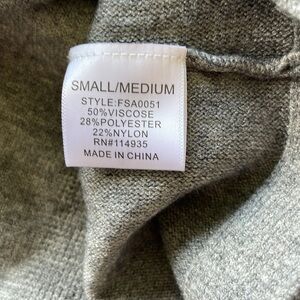 SMALL/MEDIUM
STYLE:FSA0051
50%VISCOSE
28%POLYESTER
22%NYLON
RN#114935
MADE IN CHINA